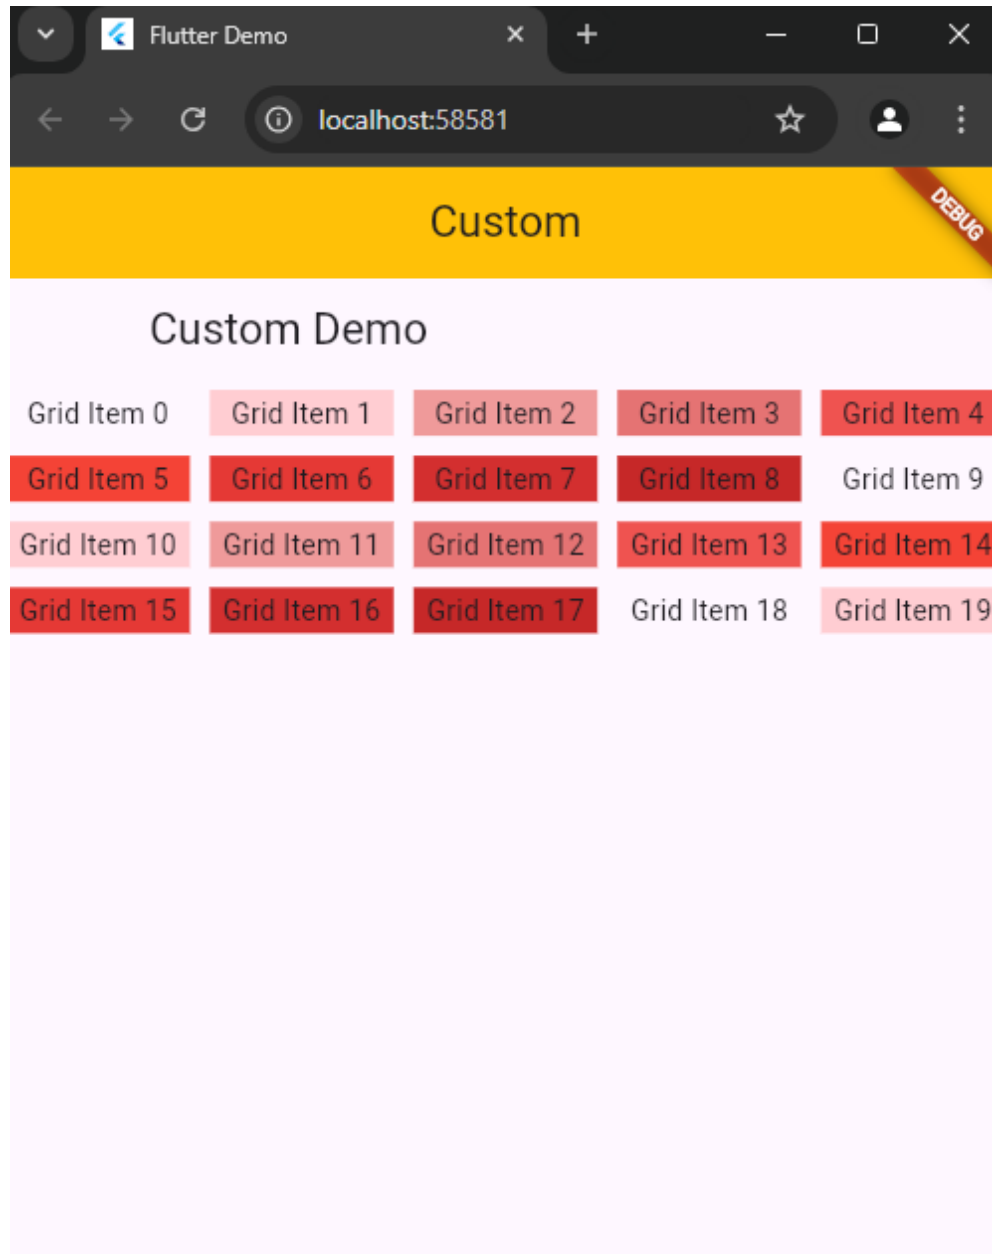 Flutter Demo
localhost:58581
Custom
DEBUG
Custom Demo
Grid Item 0 Grid Item 1 Grid Item 2 Grid Item 3 Grid Item 4
Grid Item 5 Grid Item 6 Grid Item 7 Grid Item 8 Grid Item 9
Grid Item 10 Grid Item 11 Grid Item 12 Grid Item 13 Grid Item 14
Grid Item 15 Grid Item 16 Grid Item 17 Grid Item 18 Grid Item 19